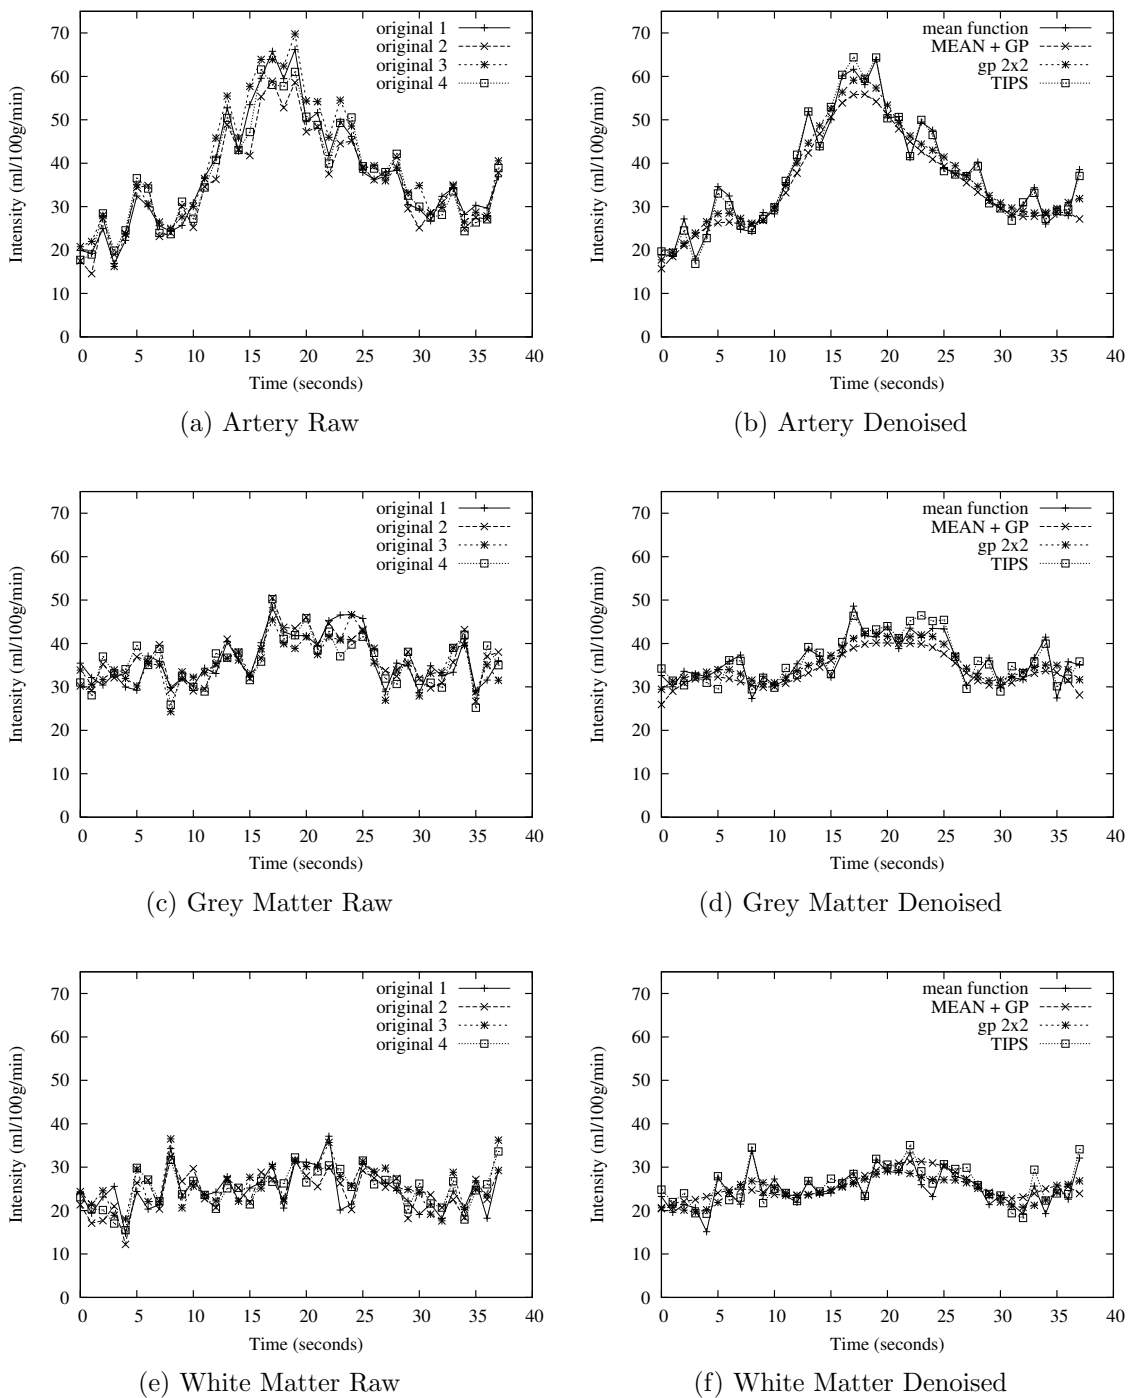 70
60
50
40
30
20
10
0
Intensity (ml/100g/min)
original 1
original 2
original 3
original 4
0 5 10 15 20 25 30 35 40
Time (seconds)
(a) Artery Raw
70
60
50
40
30
20
10
0
Intensity (ml/100g/min)
mean function
MEAN + GP
gp 2x2
TIPS
0 5 10 15 20 25 30 35 40
Time (seconds)
(b) Artery Denoised
70
60
50
40
30
20
10
0
Intensity (ml/100g/min)
original 1
original 2
original 3
original 4
0 5 10 15 20 25 30 35 40
Time (seconds)
(c) Grey Matter Raw
70
60
50
40
30
20
10
0
Intensity (ml/100g/min)
mean function
MEAN + GP
gp 2x2
TIPS
0 5 10 15 20 25 30 35 40
Time (seconds)
(d) Grey Matter Denoised
70
60
50
40
30
20
10
0
Intensity (ml/100g/min)
original 1
original 2
original 3
original 4
0 5 10 15 20 25 30 35 40
Time (seconds)
(e) White Matter Raw
70
60
50
40
30
20
10
0
Intensity (ml/100g/min)
mean function
MEAN + GP
gp 2x2
TIPS
0 5 10 15 20 25 30 35 40
Time (seconds)
(f) White Matter Denoised